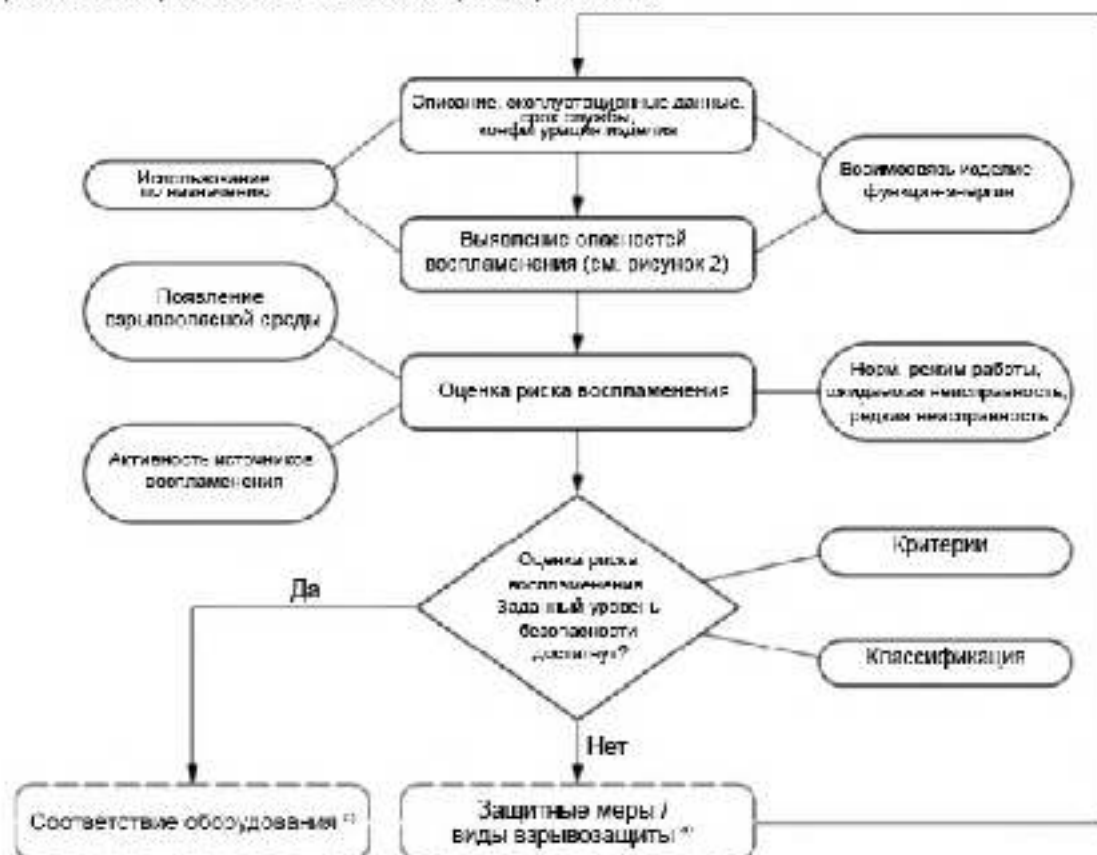 Описание, эксплуатационные данные,
срок службы,
конфигурация изделия
Использование
по назначению
Взаимосвязь изделие-
функция-энергия
Выявление опасностей
воспламенения (см. рисунок 2)
Появление
взрывоопасной среды
Оценка риска воспламенения
Норм. режим работы,
ожидаемая неисправность,
редкая неисправность
Активность источников
воспламенения
Оценка риска
воспламенения
Заданный уровень
безопасности
достигнут?
Критерии
Классификация
Да
Нет
Соответствие оборудования
Защитные меры /
виды взрывозащиты